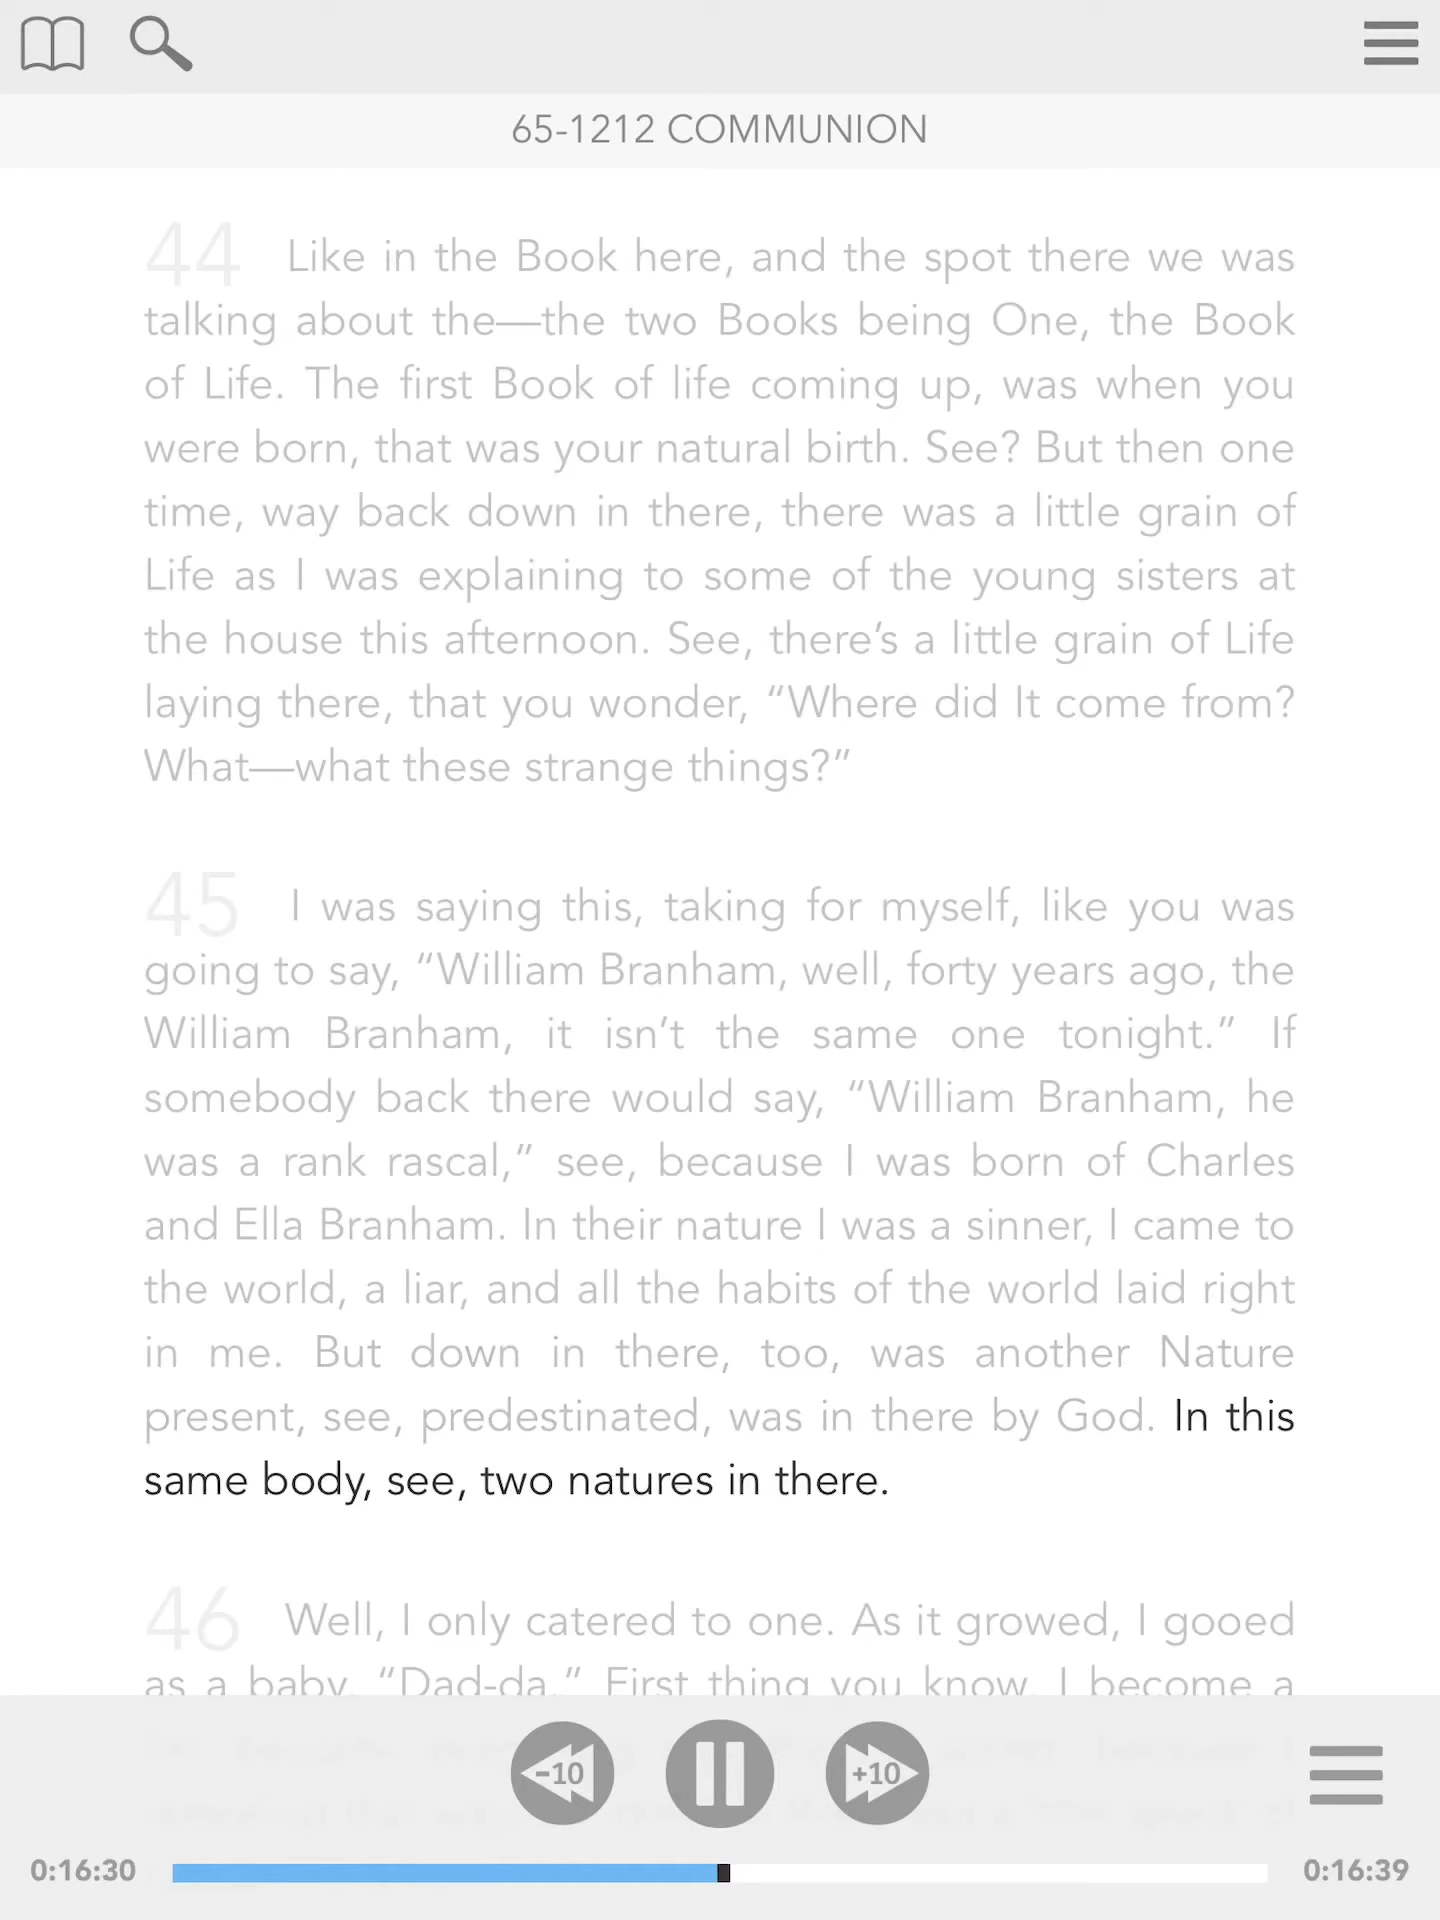 65-1212 COMMUNION
44 Like in the Book here, and the spot there we was
talking about the—the two Books being One, the Book
of Life. The first Book of life coming up, was when you
were born, that was your natural birth. See? But then one
time, way back down in there, there was a little grain of
Life as I was explaining to some of the young sisters at
the house this afternoon. See, there’s a little grain of Life
laying there, that you wonder, “Where did It come from?
What—what these strange things?”
45 I was saying this, taking for myself, like you was
going to say, “William Branham, well, forty years ago, the
William Branham, it isn’t the same one tonight.” If
somebody back there would say, “William Branham, he
was a rank rascal,” see, because I was born of Charles
and Ella Branham. In their nature I was a sinner, I came to
the world, a liar, and all the habits of the world laid right
in me. But down in there, too, was another Nature
present, see, predestinated, was in there by God. In this
same body, see, two natures in there.
46 Well, I only catered to one. As it growed, I gooed
as a baby, “Dad-da.” First thing you know, I become a
-10
+10
0:16:30
0:16:39